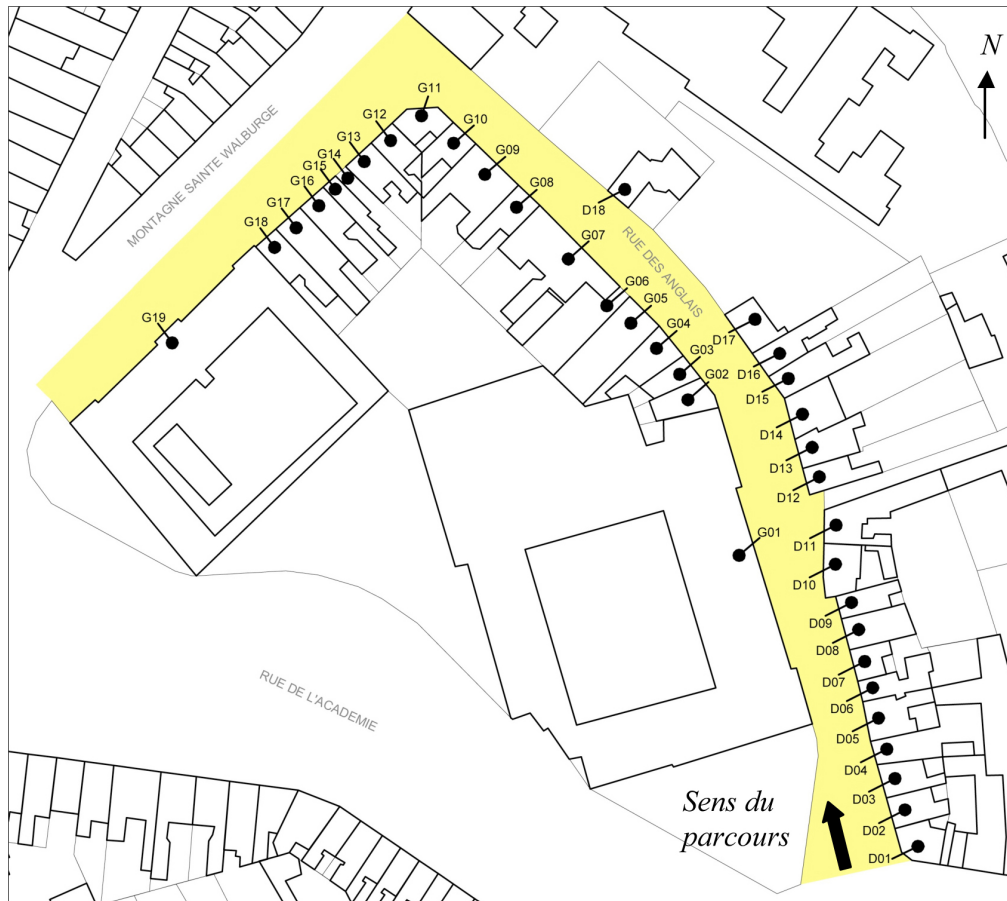 N
G11
G12
G10
G13
G14
G15
G09
G16
G08
G17
G18
D18
MONTAGNE SAINTE WALBURGE
G07
RUE DES ANGLAIS
G06
G05
G19
G04
D17
G03
G02
D16
D15
D14
D13
D12
D11
G01
D10
D09
D08
D07
D06
RUE DE L'ACADEMIE
D05
D04
D03
Sens du
parcours
D02
D01